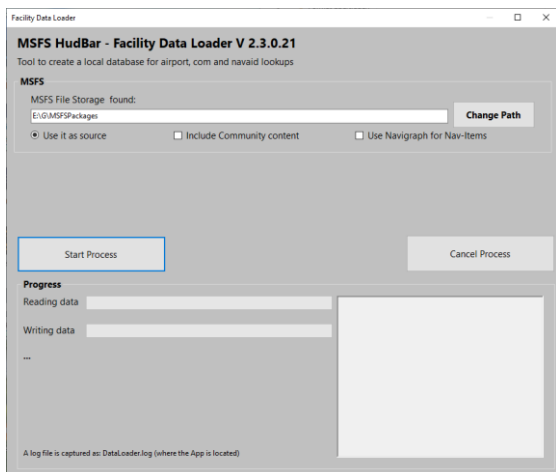 Facility Data Loader
MSFS HudBar - Facility Data Loader V 2.3.0.21
Tool to create a local database for airport, com and navaid lookups
MSFS
MSFS File Storage found:
E:\G\MSFSPackages
Change Path
Use it as source
Include Community content
Use Navigraph for Nav-Items
Start Process
Cancel Process
Progress
Reading data
Writing data
...
A log file is captured as: DataLoader.log (where the App is located)